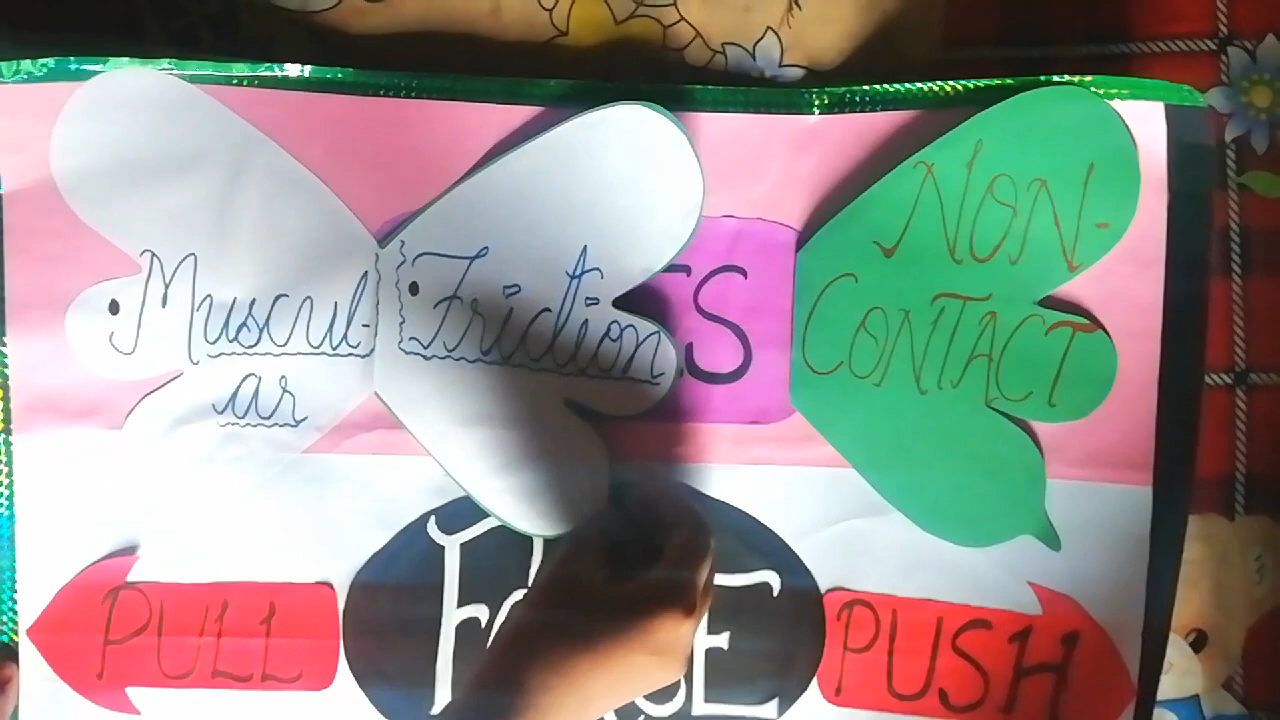 Muscul-
ar
Friction
NON-
CONTACT
PULL
PUSH